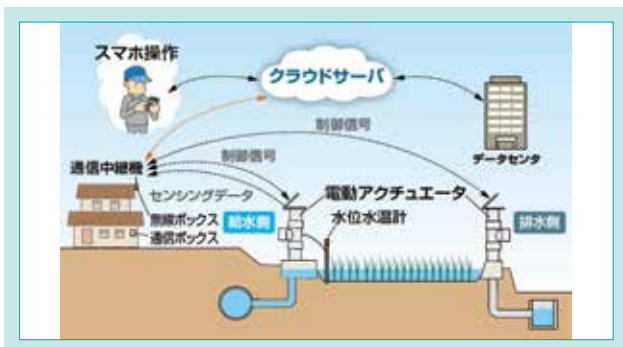 スマホ操作
クラウドサーバ
制御信号
データセンタ
通信中継機
制御信号
センシングデータ
電動アクチュエータ
無線ボックス
給水側
水位水温計
排水側
通信ボックス